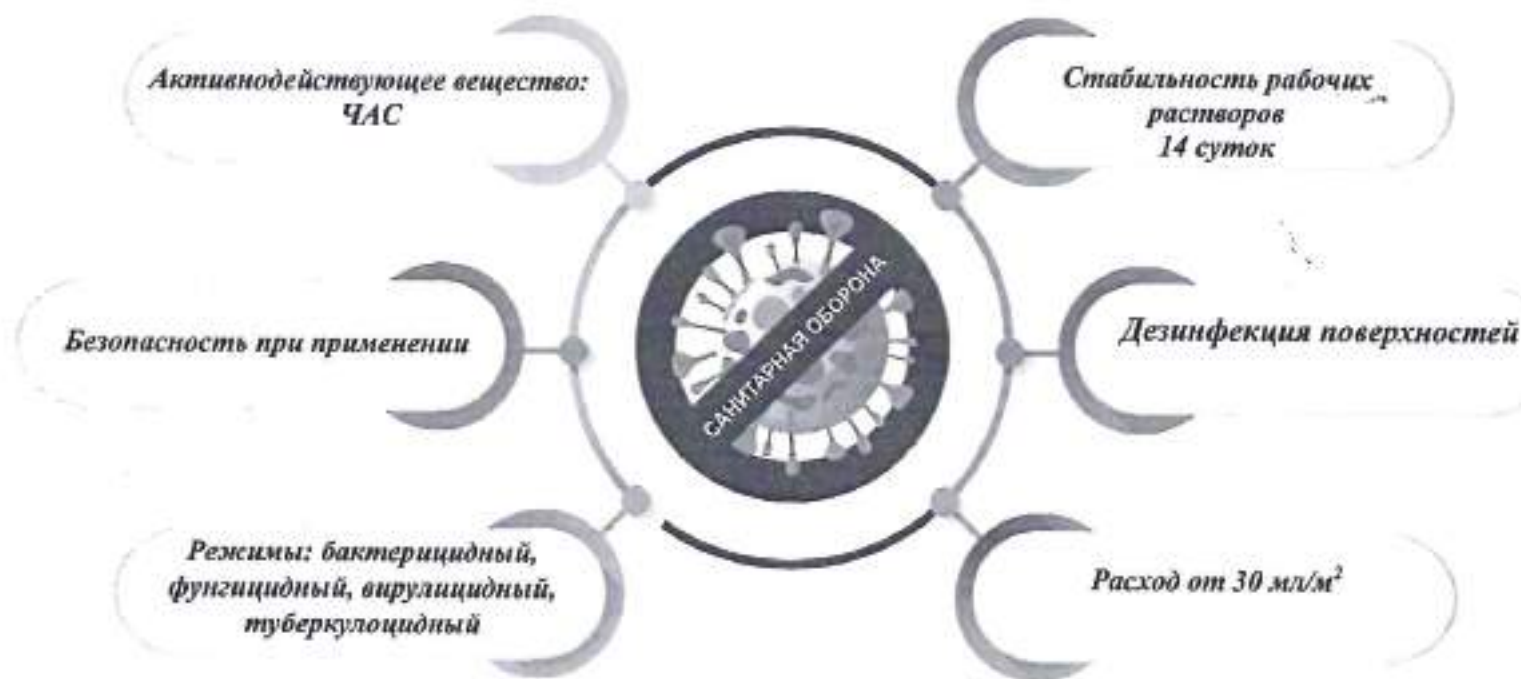 Активнодействующее вещество:
ЧАС
Стабильность рабочих
растворов
14 суток
Безопасность при применении
САНИТАРНАЯ ОБОРОНА
Дезинфекция поверхностей
Режимы: бактерицидный,
фунгицидный, вирулицидный,
туберкулоцидный
Расход от 30 мл/м²